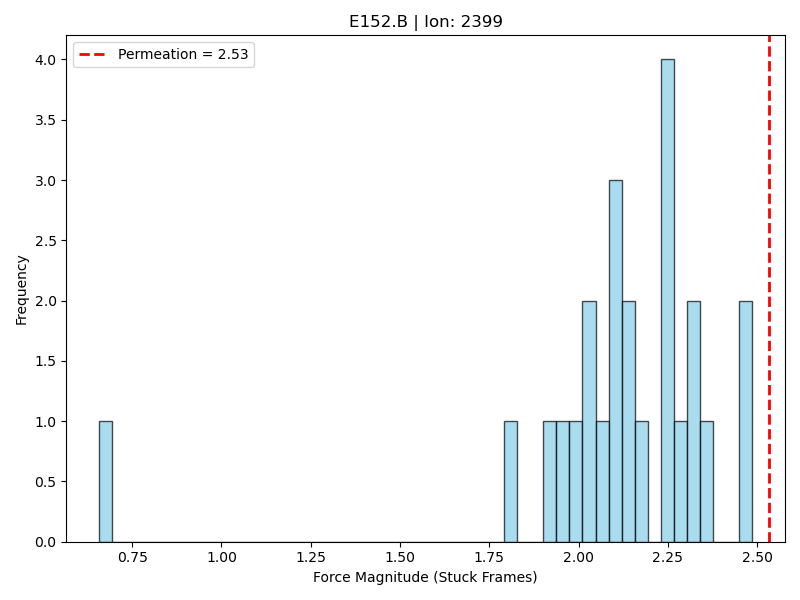 E152.B | Ion: 2399
Permeation = 2.53
4.0
3.5
3.0
2.5
2.0
1.5
1.0
0.5
0.0
Frequency
0.75 1.00 1.25 1.50 1.75 2.00 2.25 2.50
Force Magnitude (Stuck Frames)